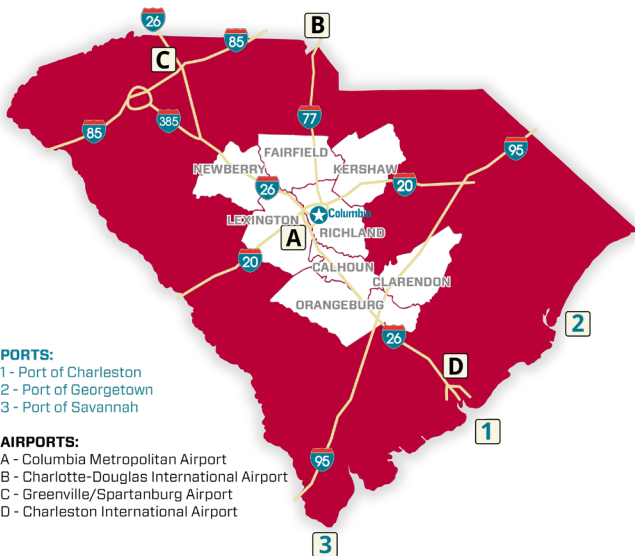 26
B
85
C
85
385
77
95
FAIRFIELD
NEWBERRY
KERSHAW
26
20
Columbia
LEXINGTON
A
RICHLAND
20
CALHOUN
CLARENDON
ORANGEBURG
2
26
D
1
95
3
PORTS:
1 - Port of Charleston
2 - Port of Georgetown
3 - Port of Savannah
AIRPORTS:
A - Columbia Metropolitan Airport
B - Charlotte-Douglas International Airport
C - Greenville/Spartanburg Airport
D - Charleston International Airport